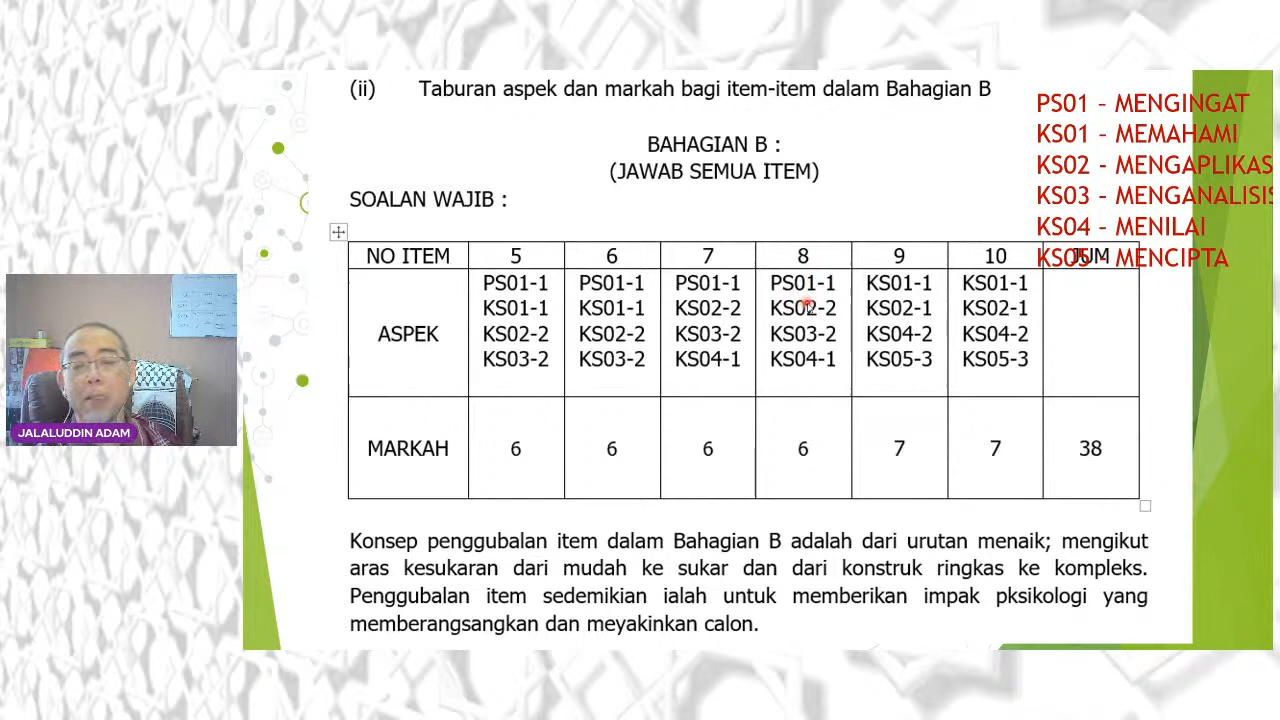 (ii) Taburan aspek dan markah bagi item-item dalam Bahagian B
BAHAGIAN B :
(JAWAB SEMUA ITEM)
SOALAN WAJIB :
PS01 – MENGINGAT
KS01 – MEMAHAMI
KS02 - MENGAPLIKAS
KS03 – MENGANALISIS
KS04 – MENILAI
KS05 – MENCIPTA
NO ITEM 5 6 7 8 9 10 JUM
ASPEK
PS01-1 PS01-1 PS01-1 PS01-1 KS01-1 KS01-1
KS01-1 KS01-1 KS02-2 KS02-2 KS02-1 KS02-1
KS02-2 KS02-2 KS03-2 KS03-2 KS04-2 KS04-2
KS03-2 KS03-2 KS04-1 KS04-1 KS05-3 KS05-3
MARKAH 6 6 6 6 7 7 38
Konsep penggubalan item dalam Bahagian B adalah dari urutan menaik; mengikut
aras kesukaran dari mudah ke sukar dan dari konstruk ringkas ke kompleks.
Penggubalan item sedemikian ialah untuk memberikan impak pksikologi yang
memberangsangkan dan meyakinkan calon.
JALALUDDIN ADAM